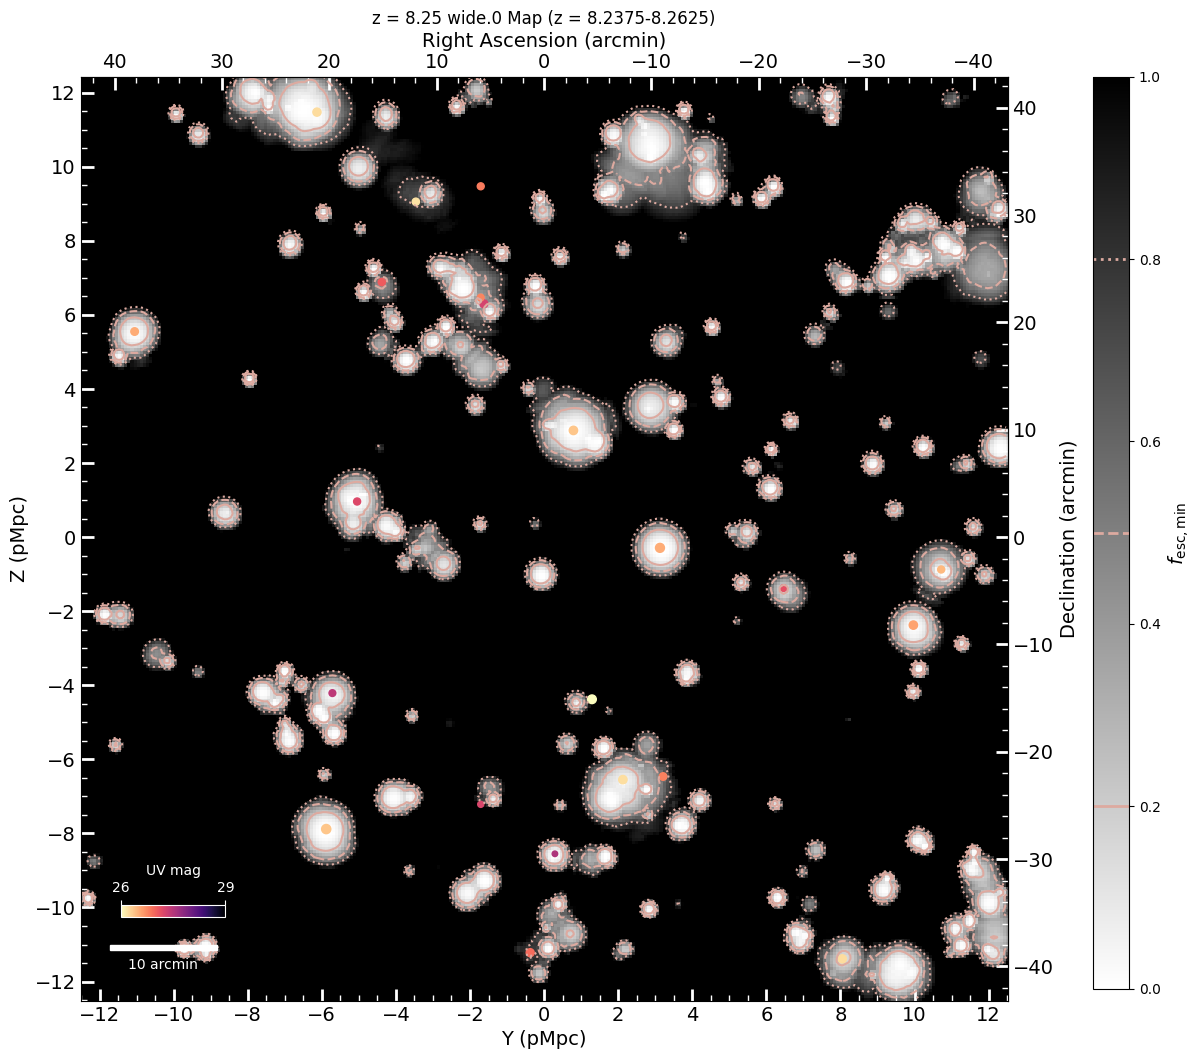 z = 8.25 wide.0 Map (z = 8.2375-8.2625)
Right Ascension (arcmin)
40 30 20 10 0 −10 −20 −30 −40
12
10
8
6
4
2
0
−2
−4
−6
−8
−10
−12
Z (pMpc)
UV mag
26 29
10 arcmin
−12 −10 −8 −6 −4 −2 0 2 4 6 8 10 12
Y (pMpc)
40
30
20
10
0
−10
−20
−30
−40
Declination (arcmin)
1.0
0.8
0.6
0.4
0.2
0.0
fesc,min